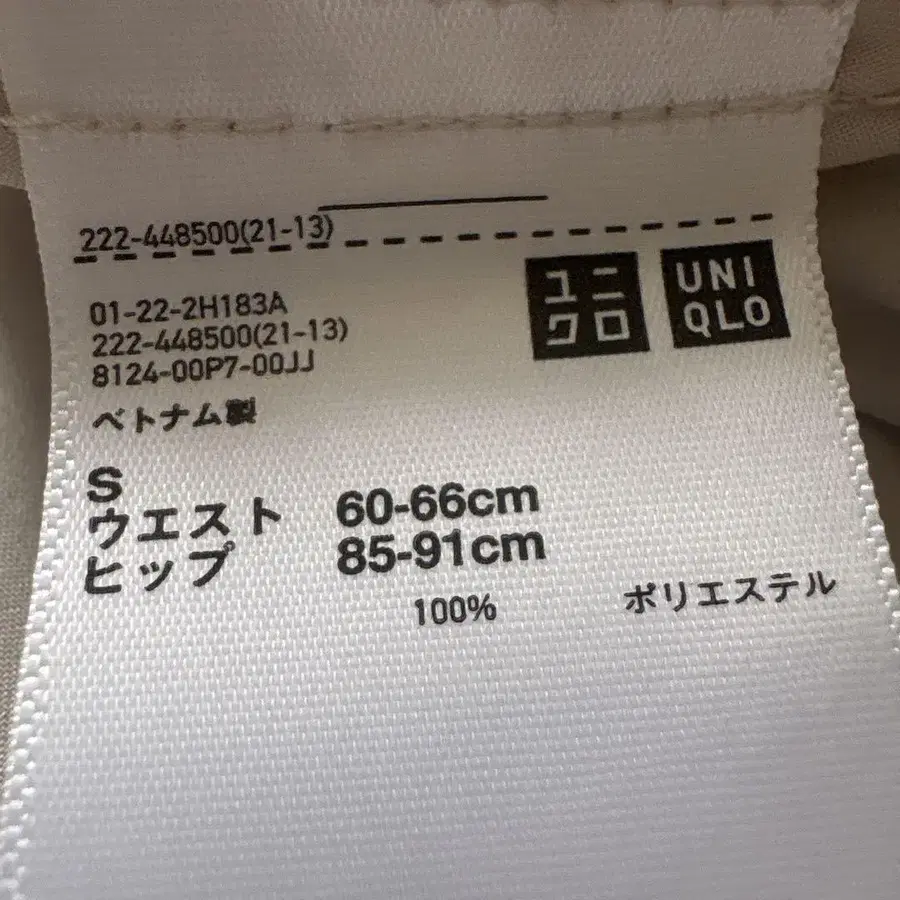 222-448500(21-13)
ユニ
クロ
UNI
QLO
01-22-2H183A
222-448500(21-13)
8124-00P7-00JJ
ベトナム製
S
ウエスト 60-66cm
ヒップ 85-91cm
100% ポリエステル